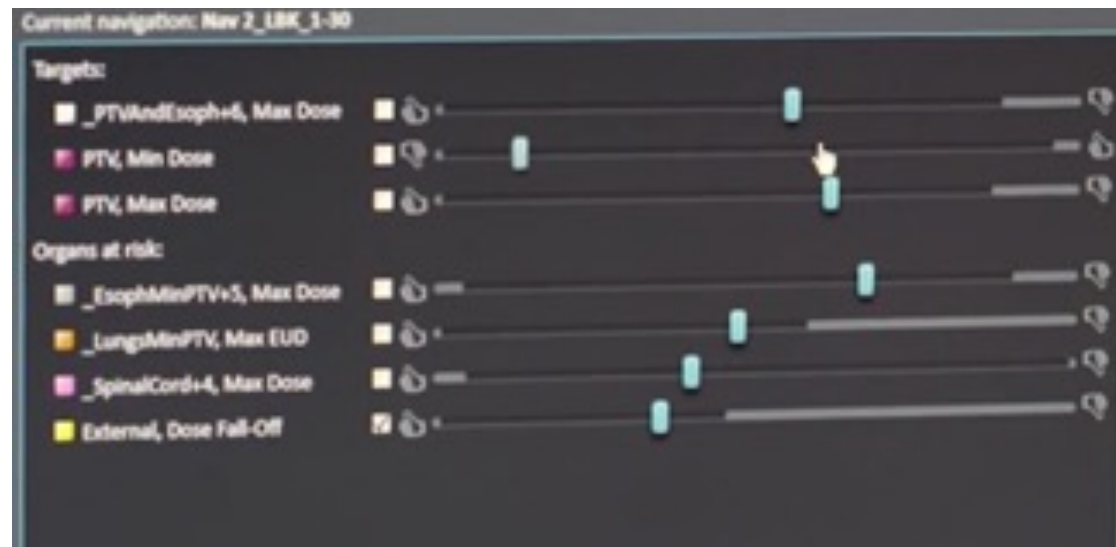 Current navigation: Nav 2_LBK_1-30
Targets:
_PTVAndEsoph+6, Max Dose
PTV, Min Dose
PTV, Max Dose
Organs at risk:
_EsophMinPTV+5, Max Dose
_LungsMinPTV, Max EUD
_SpinalCord+4, Max Dose
External, Dose Fall-Off